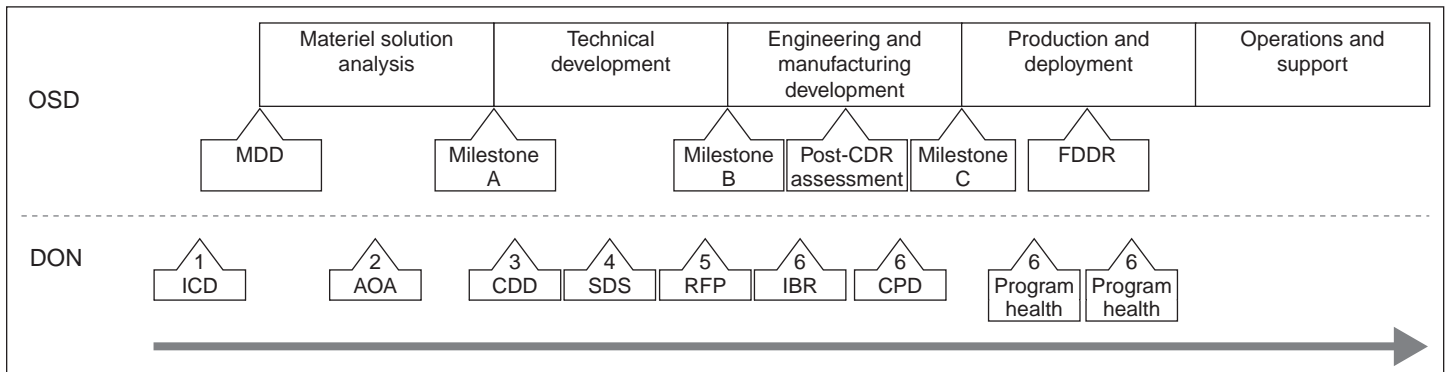 Materiel solution
analysis
Technical
development
Engineering and
manufacturing
development
Production and
deployment
Operations and
support
OSD
MDD
Milestone
A
Milestone
B
Post-CDR
assessment
Milestone
C
FDDR
DON
1
ICD
2
AOA
3
CDD
4
SDS
5
RFP
6
IBR
6
CPD
6
Program
health
6
Program
health